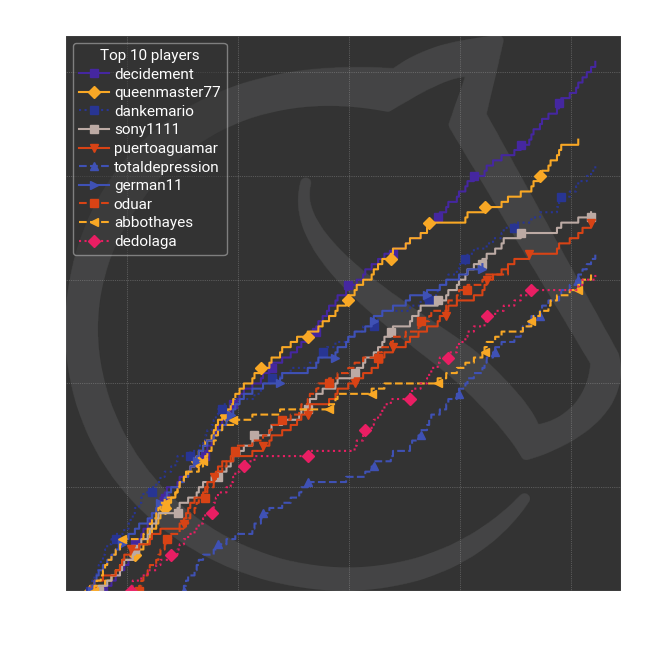 Top 10 players
decidement
queenmaster77
dankemario
sony1111
puertoaguamar
totaldepression
german11
oduar
abbothayes
dedolaga